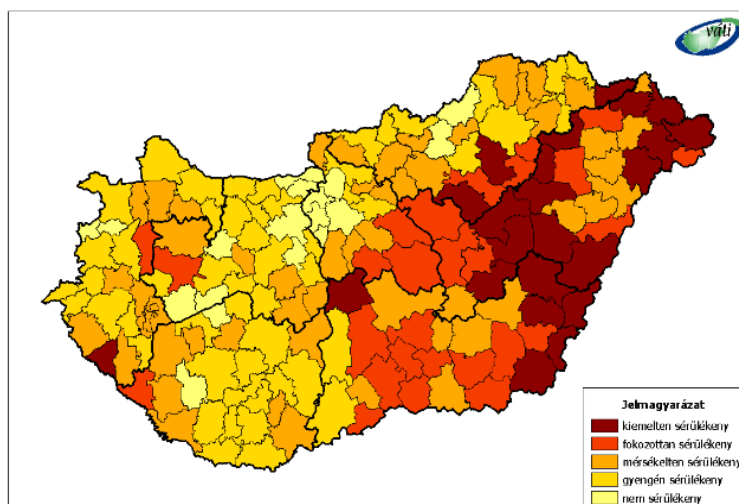 váti
Jelmagyarázat
kiemelten sérülékeny
fokozottan sérülékeny
mérsékelten sérülékeny
gyengén sérülékeny
nem sérülékeny